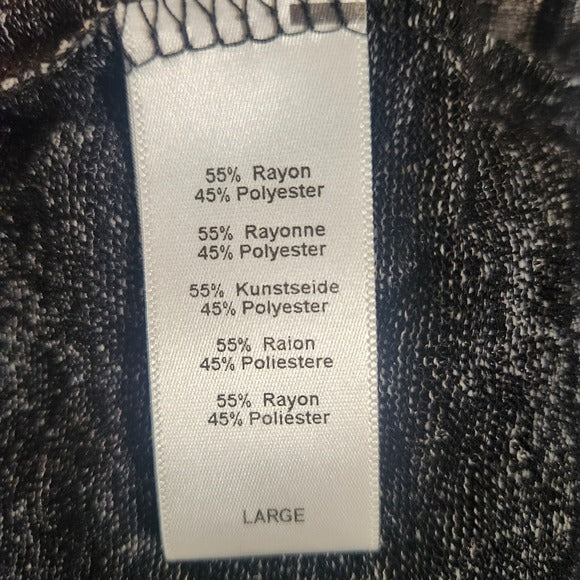 55% Rayon
45% Polyester
55% Rayonne
45% Polyester
55% Kunstseide
45% Polyester
55% Raion
45% Poliestere
55% Rayon
45% Poliéster
LARGE